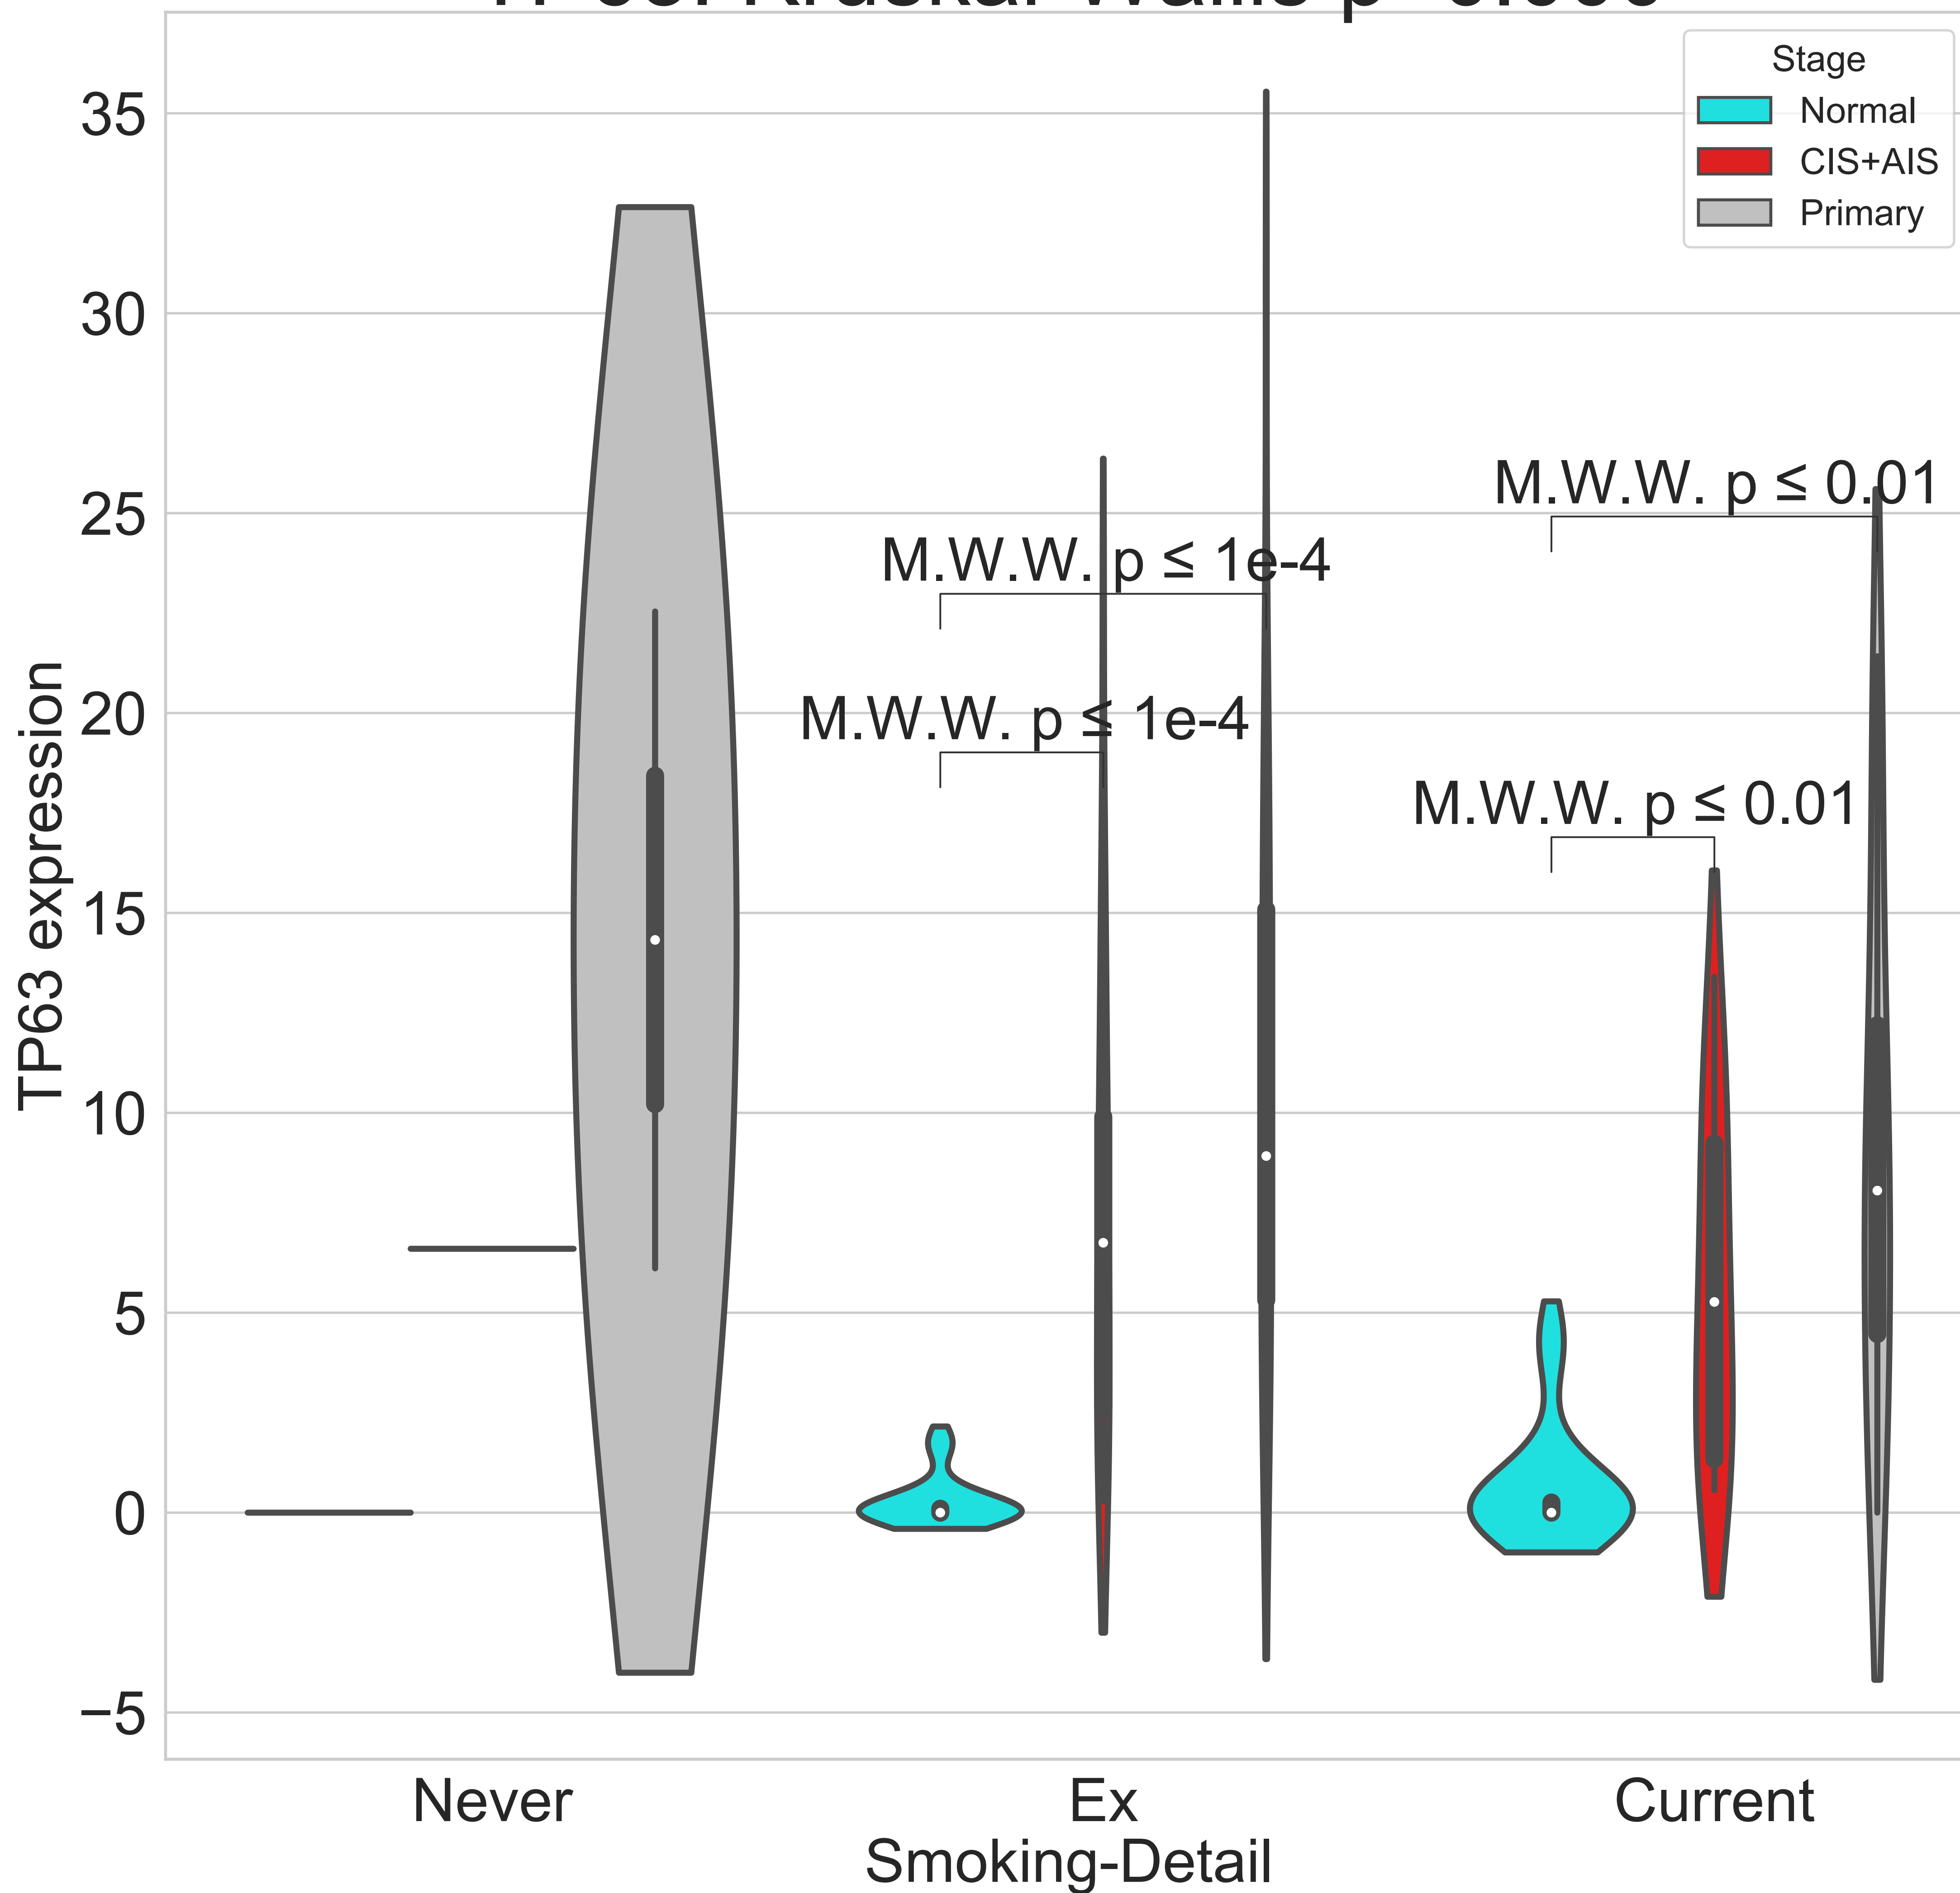 Stage
Normal
CIS+AIS
Primary
35
30
25
20
15
10
5
0
−5
TP63 expression
M.W.W. p ≤ 0.01
M.W.W. p ≤ 1e-4
M.W.W. p ≤ 1e-4
M.W.W. p ≤ 0.01
Never
Ex
Current
Smoking-Detail